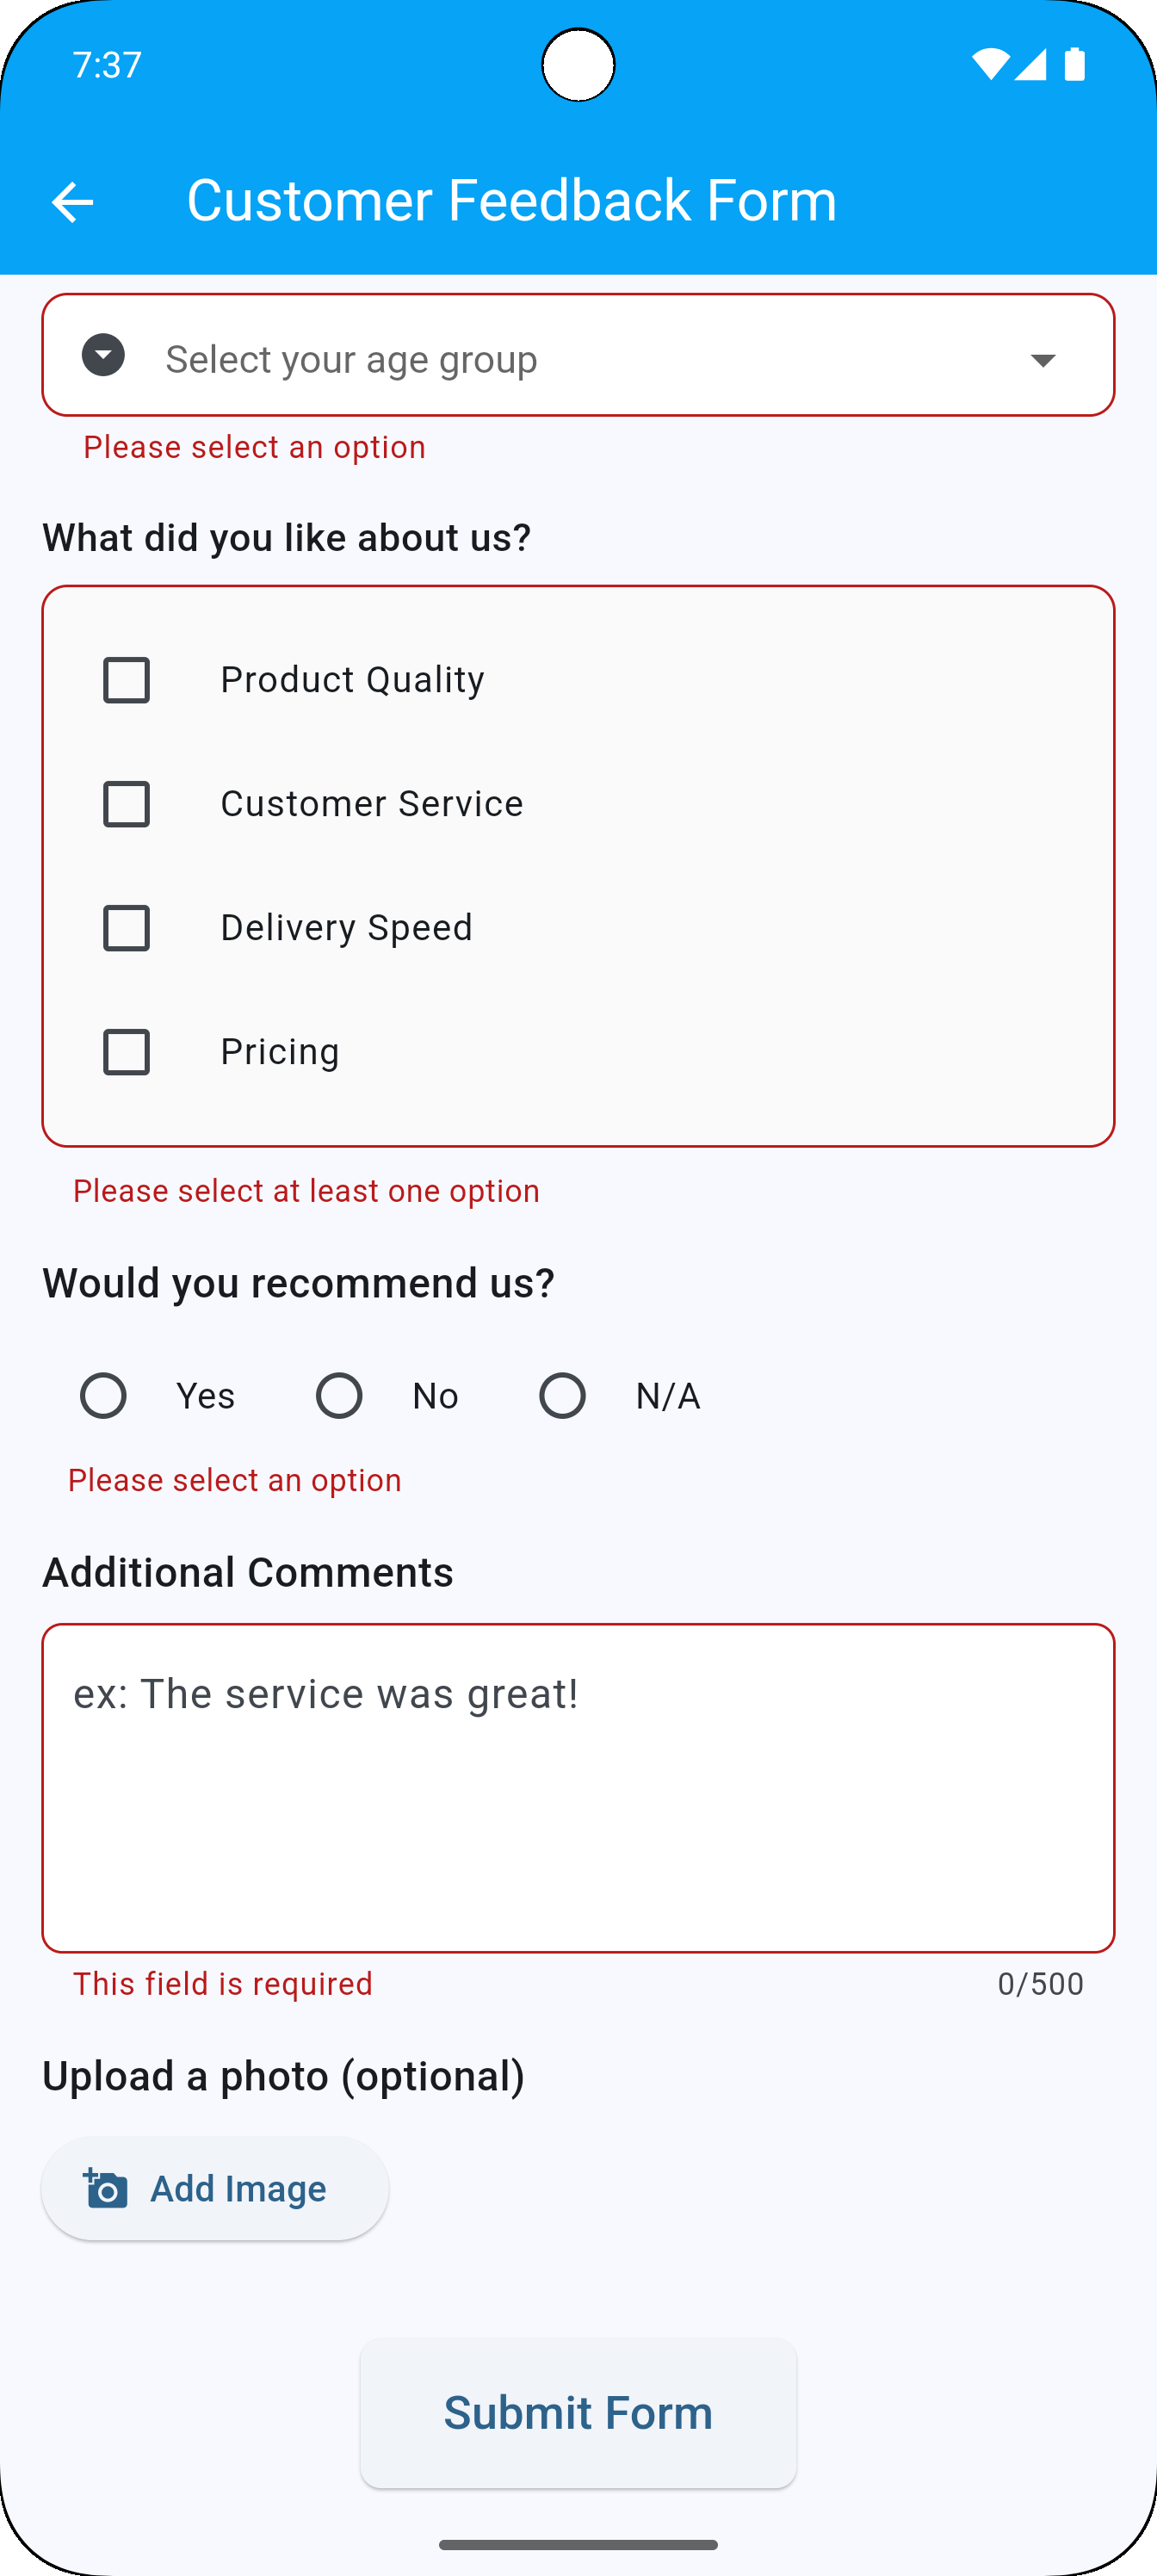 7:37
Customer Feedback Form
Select your age group
Please select an option
What did you like about us?
Product Quality
Customer Service
Delivery Speed
Pricing
Please select at least one option
Would you recommend us?
Yes No N/A
Please select an option
Additional Comments
ex: The service was great!
This field is required 0/500
Upload a photo (optional)
Add Image
Submit Form